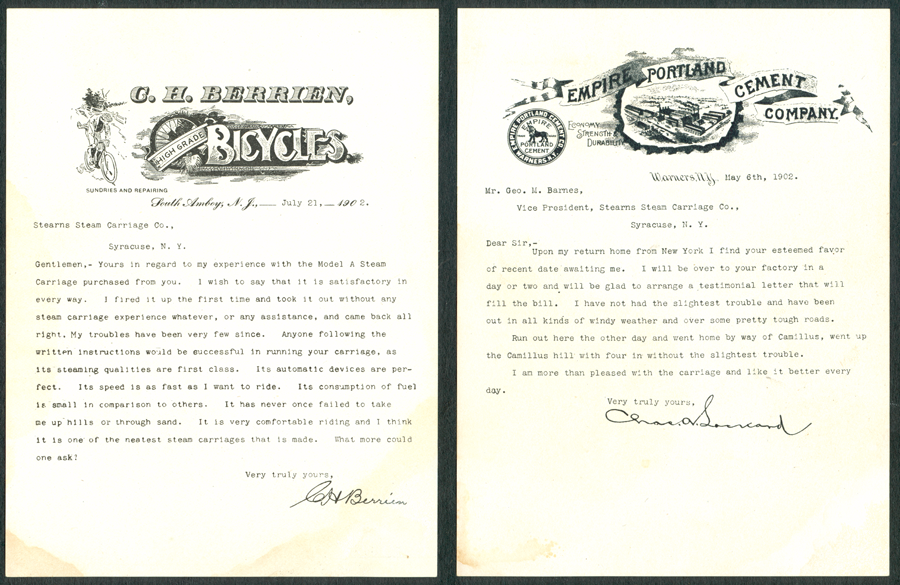 C. H. BERRIEN,
HIGH GRADE
BICYCLES.
SUNDRIES AND REPAIRING
South Amboy, N. J., July 21, 1902.
Stearns Steam Carriage Co.,
Syracuse, N. Y.
Gentlemen,- Yours in regard to my experience with the Model A Steam
Carriage purchased from you. I wish to say that it is satisfactory in
every way. I fired it up the first time and took it out without any
steam carriage experience whatever, or any assistance, and came back all
right. My troubles have been very few since. Anyone following the
written instructions would be successful in running your carriage, as
its steaming qualities are first class. Its automatic devices are per-
fect. Its speed is as fast as I want to ride. Its consumption of fuel
is small in comparison to others. It has never once failed to take
me up hills or through sand. It is very comfortable riding and I think
it is one of the neatest steam carriages that is made. What more could
one ask?
Very truly yours,
C H Berrien
EMPIRE PORTLAND
CEMENT
COMPANY.
EMPIRE PORTLAND CEMENT CO.
WARNERS N.Y.
EMPIRE
PORTLAND
CEMENT
ECONOMY
STRENGTH &
DURABILITY
Warners, N.Y. May 6th, 1902.
Mr. Geo. M. Barnes,
Vice President, Stearns Steam Carriage Co.,
Syracuse, N. Y.
Dear Sir,-
Upon my return home from New York I find your esteemed favor
of recent date awaiting me. I will be over to your factory in a
day or two and will be glad to arrange a testimonial letter that will
fill the bill. I have not had the slightest trouble and have been
out in all kinds of windy weather and over some pretty tough roads.
Run out here the other day and went home by way of Camillus, went up
the Camillus hill with four in without the slightest trouble.
I am more than pleased with the carriage and like it better every
day.
Very truly yours,
Chas. A.